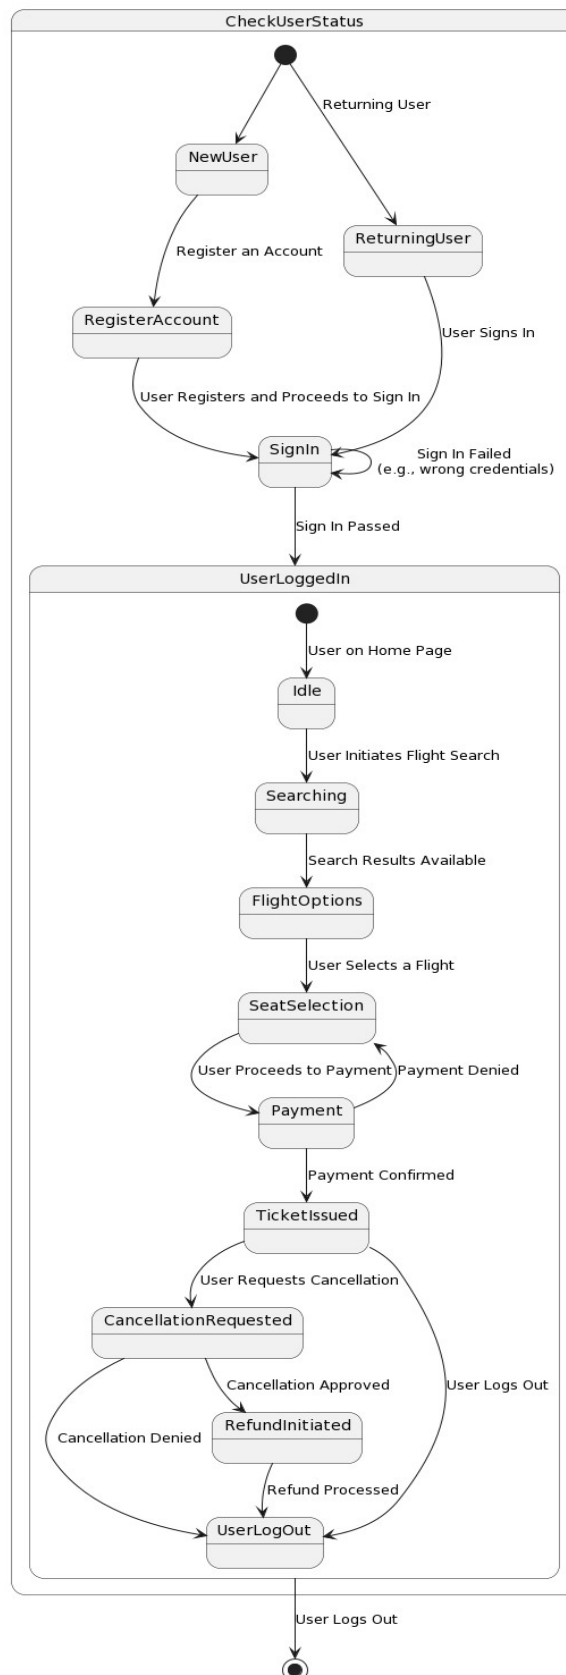 CheckUserStatus
Returning User
NewUser
ReturningUser
Register an Account
RegisterAccount
User Signs In
User Registers and Proceeds to Sign In
SignIn
Sign In Failed
(e.g., wrong credentials)
Sign In Passed
UserLoggedIn
User on Home Page
Idle
User Initiates Flight Search
Searching
Search Results Available
FlightOptions
User Selects a Flight
SeatSelection
User Proceeds to Payment
Payment Denied
Payment
Payment Confirmed
TicketIssued
User Requests Cancellation
CancellationRequested
Cancellation Approved
User Logs Out
RefundInitiated
Cancellation Denied
Refund Processed
UserLogOut
User Logs Out